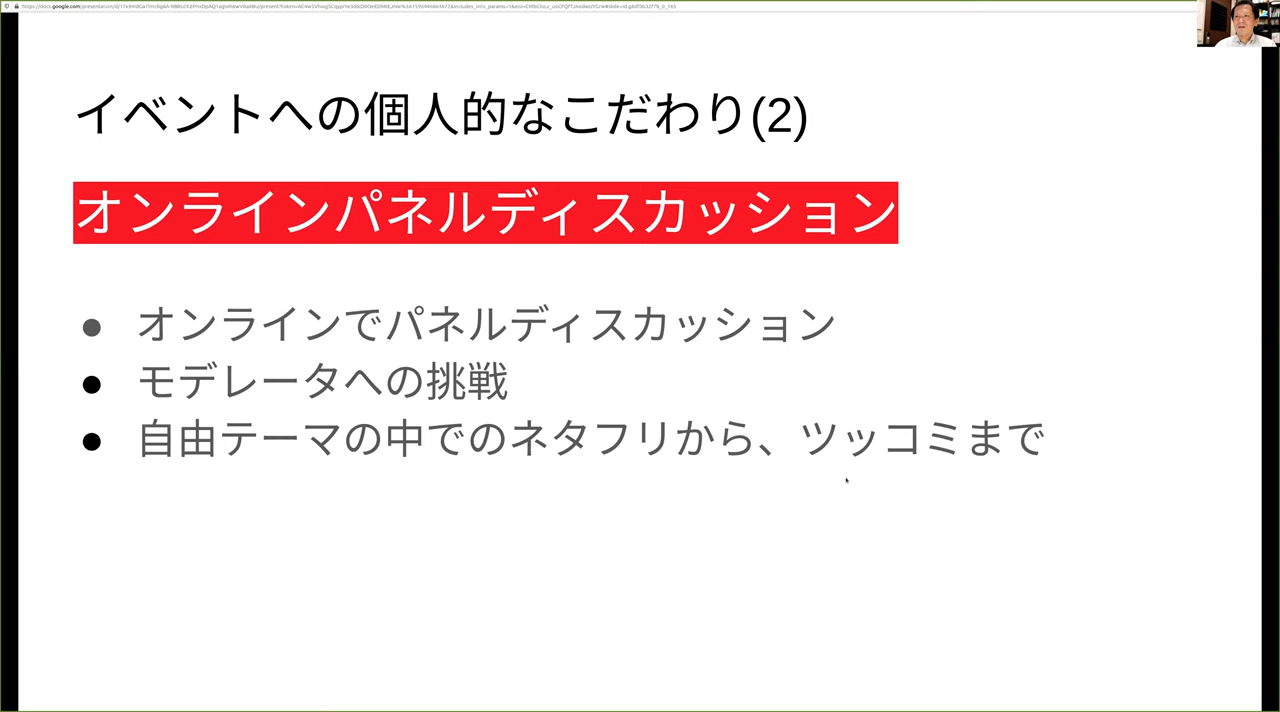 イベントへの個人的なこだわり(2)
オンラインパネルディスカッション
● オンラインでパネルディスカッション
● モデレータへの挑戦
● 自由テーマの中でのネタフリから、ツッコミまで